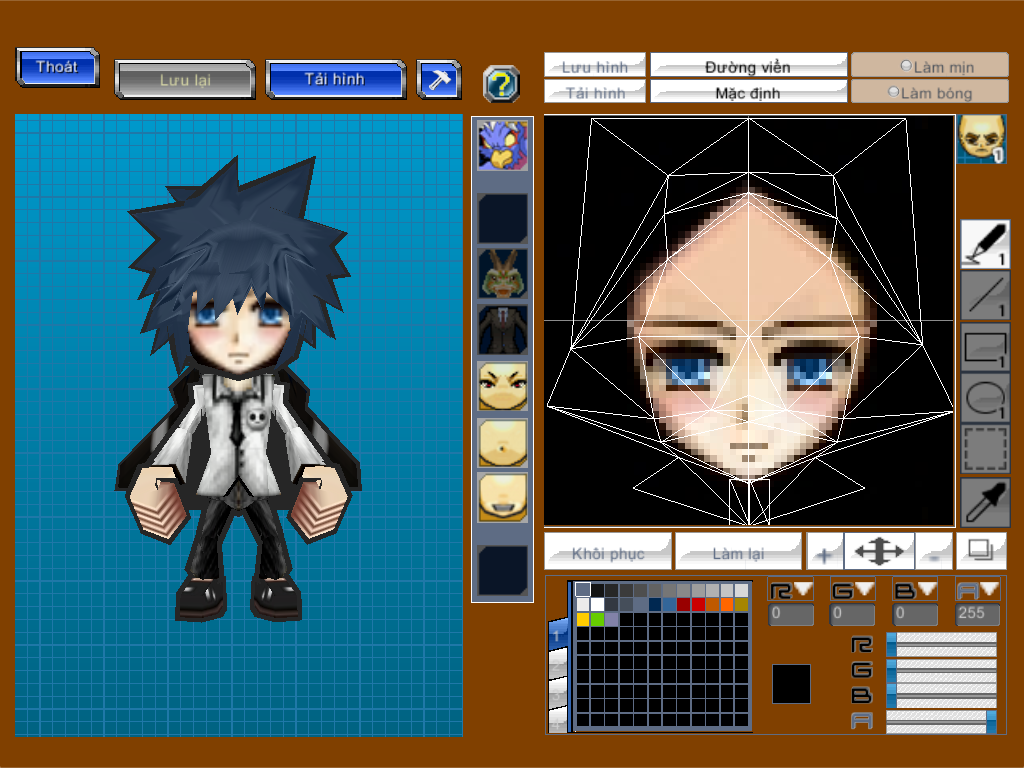 Thoát
Lưu lại
Tải hình
?
Lưu hình
Đường viền
Làm mịn
Tải hình
Mặc định
Làm bóng
1
1
1
1
1
Khôi phục
Làm lại
+
-
R
G
B
A
0
0
0
255
1
R
G
B
A